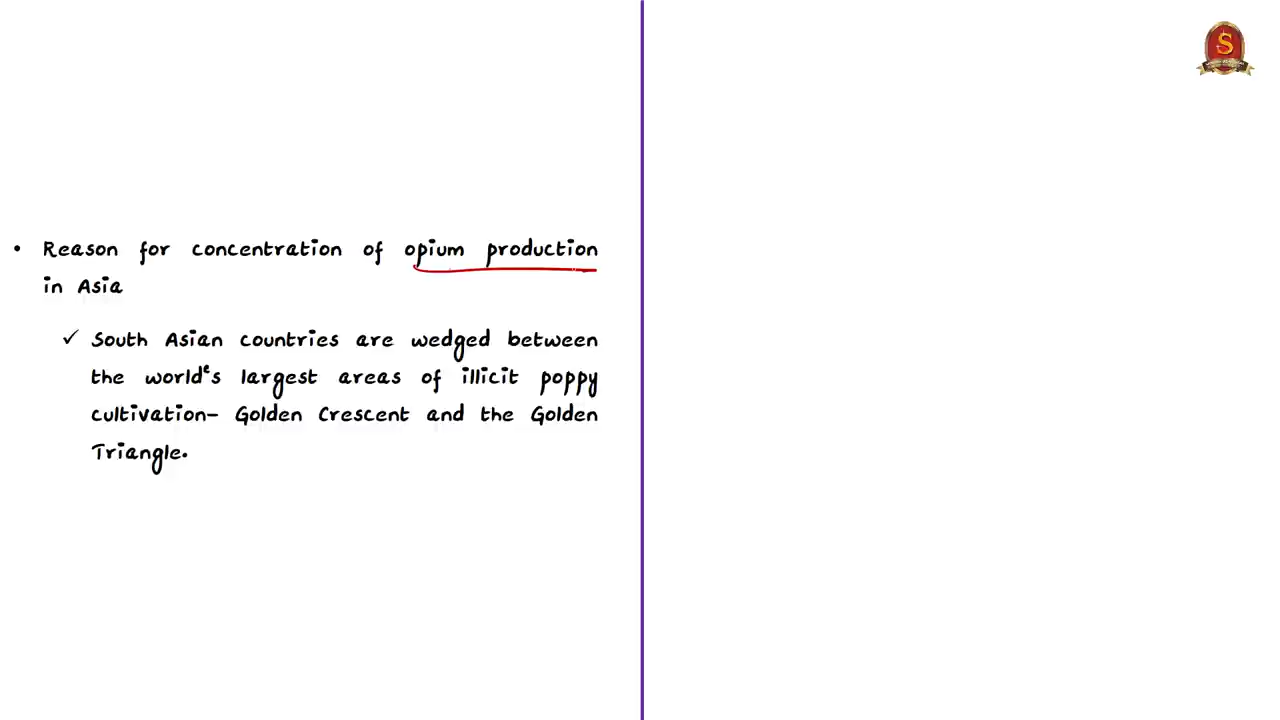 • Reason for concentration of opium production
in Asia
✓ South Asian countries are wedged between
the world's largest areas of illicit poppy
cultivation- Golden Crescent and the Golden
Triangle.
S